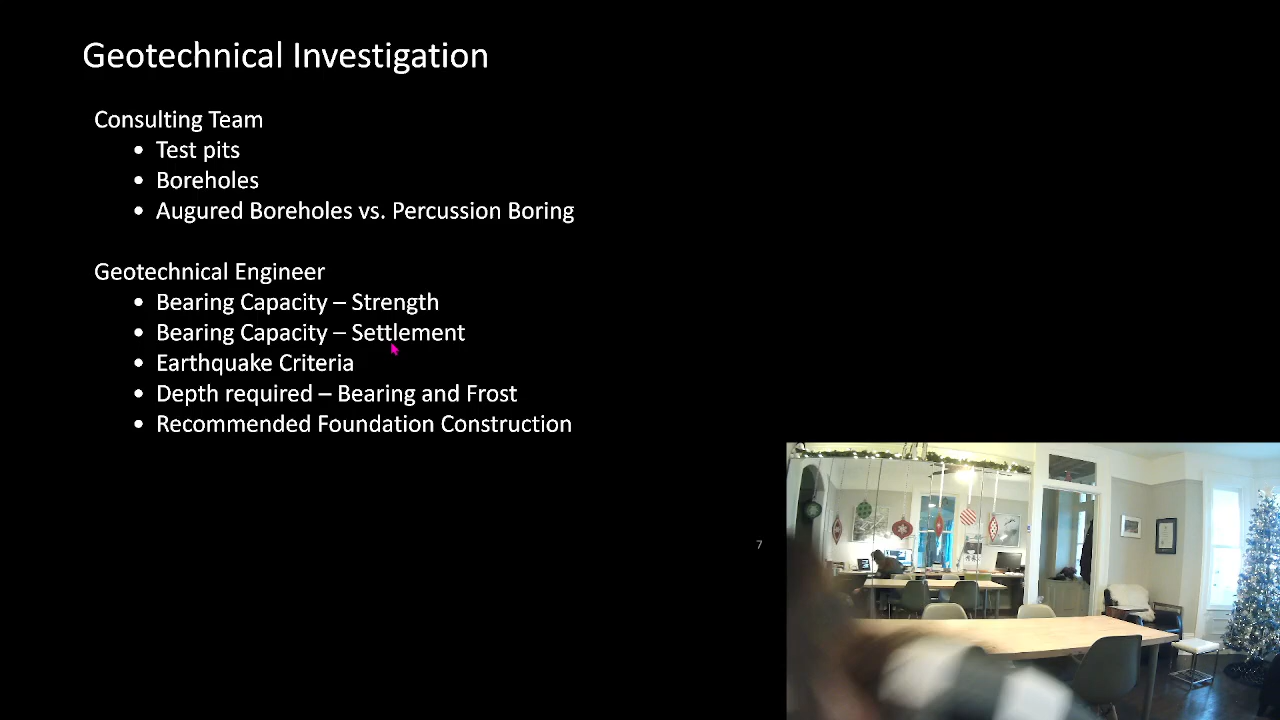 Geotechnical Investigation
Consulting Team
• Test pits
• Boreholes
• Augured Boreholes vs. Percussion Boring
Geotechnical Engineer
• Bearing Capacity – Strength
• Bearing Capacity – Settlement
• Earthquake Criteria
• Depth required – Bearing and Frost
• Recommended Foundation Construction
7